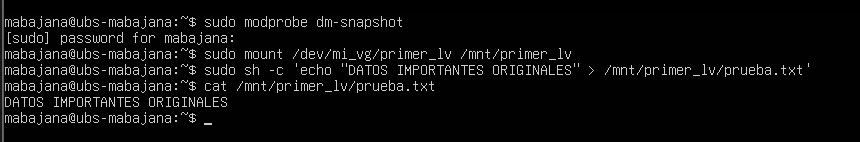 mabajana@ubs-mabajana:~$ sudo modprobe dm-snapshot
[sudo] password for mabajana:
mabajana@ubs-mabajana:~$ sudo mount /dev/mi_vg/primer_lv /mnt/primer_lv
mabajana@ubs-mabajana:~$ sudo sh -c 'echo "DATOS IMPORTANTES ORIGINALES" > /mnt/primer_lv/prueba.txt'
mabajana@ubs-mabajana:~$ cat /mnt/primer_lv/prueba.txt
DATOS IMPORTANTES ORIGINALES
mabajana@ubs-mabajana:~$ _